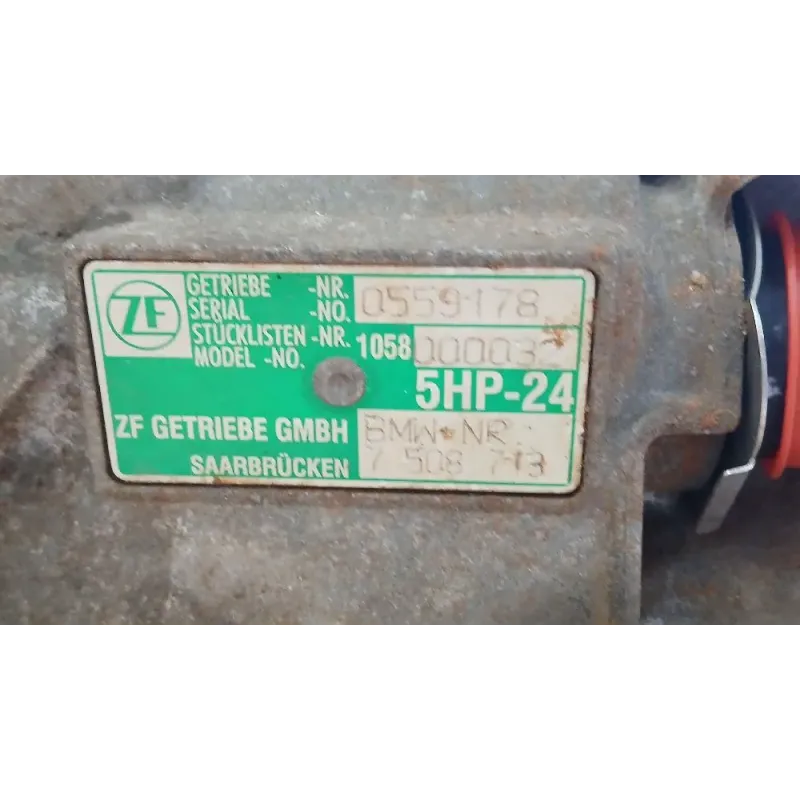 ZF
GETRIEBE -NR. 0559178
SERIAL -NO.
STÜCKLISTEN -NR. 1058 000032
MODEL -NO.
5HP-24
ZF GETRIEBE GMBH BMW-NR.:
SAARBRÜCKEN 7 508 713